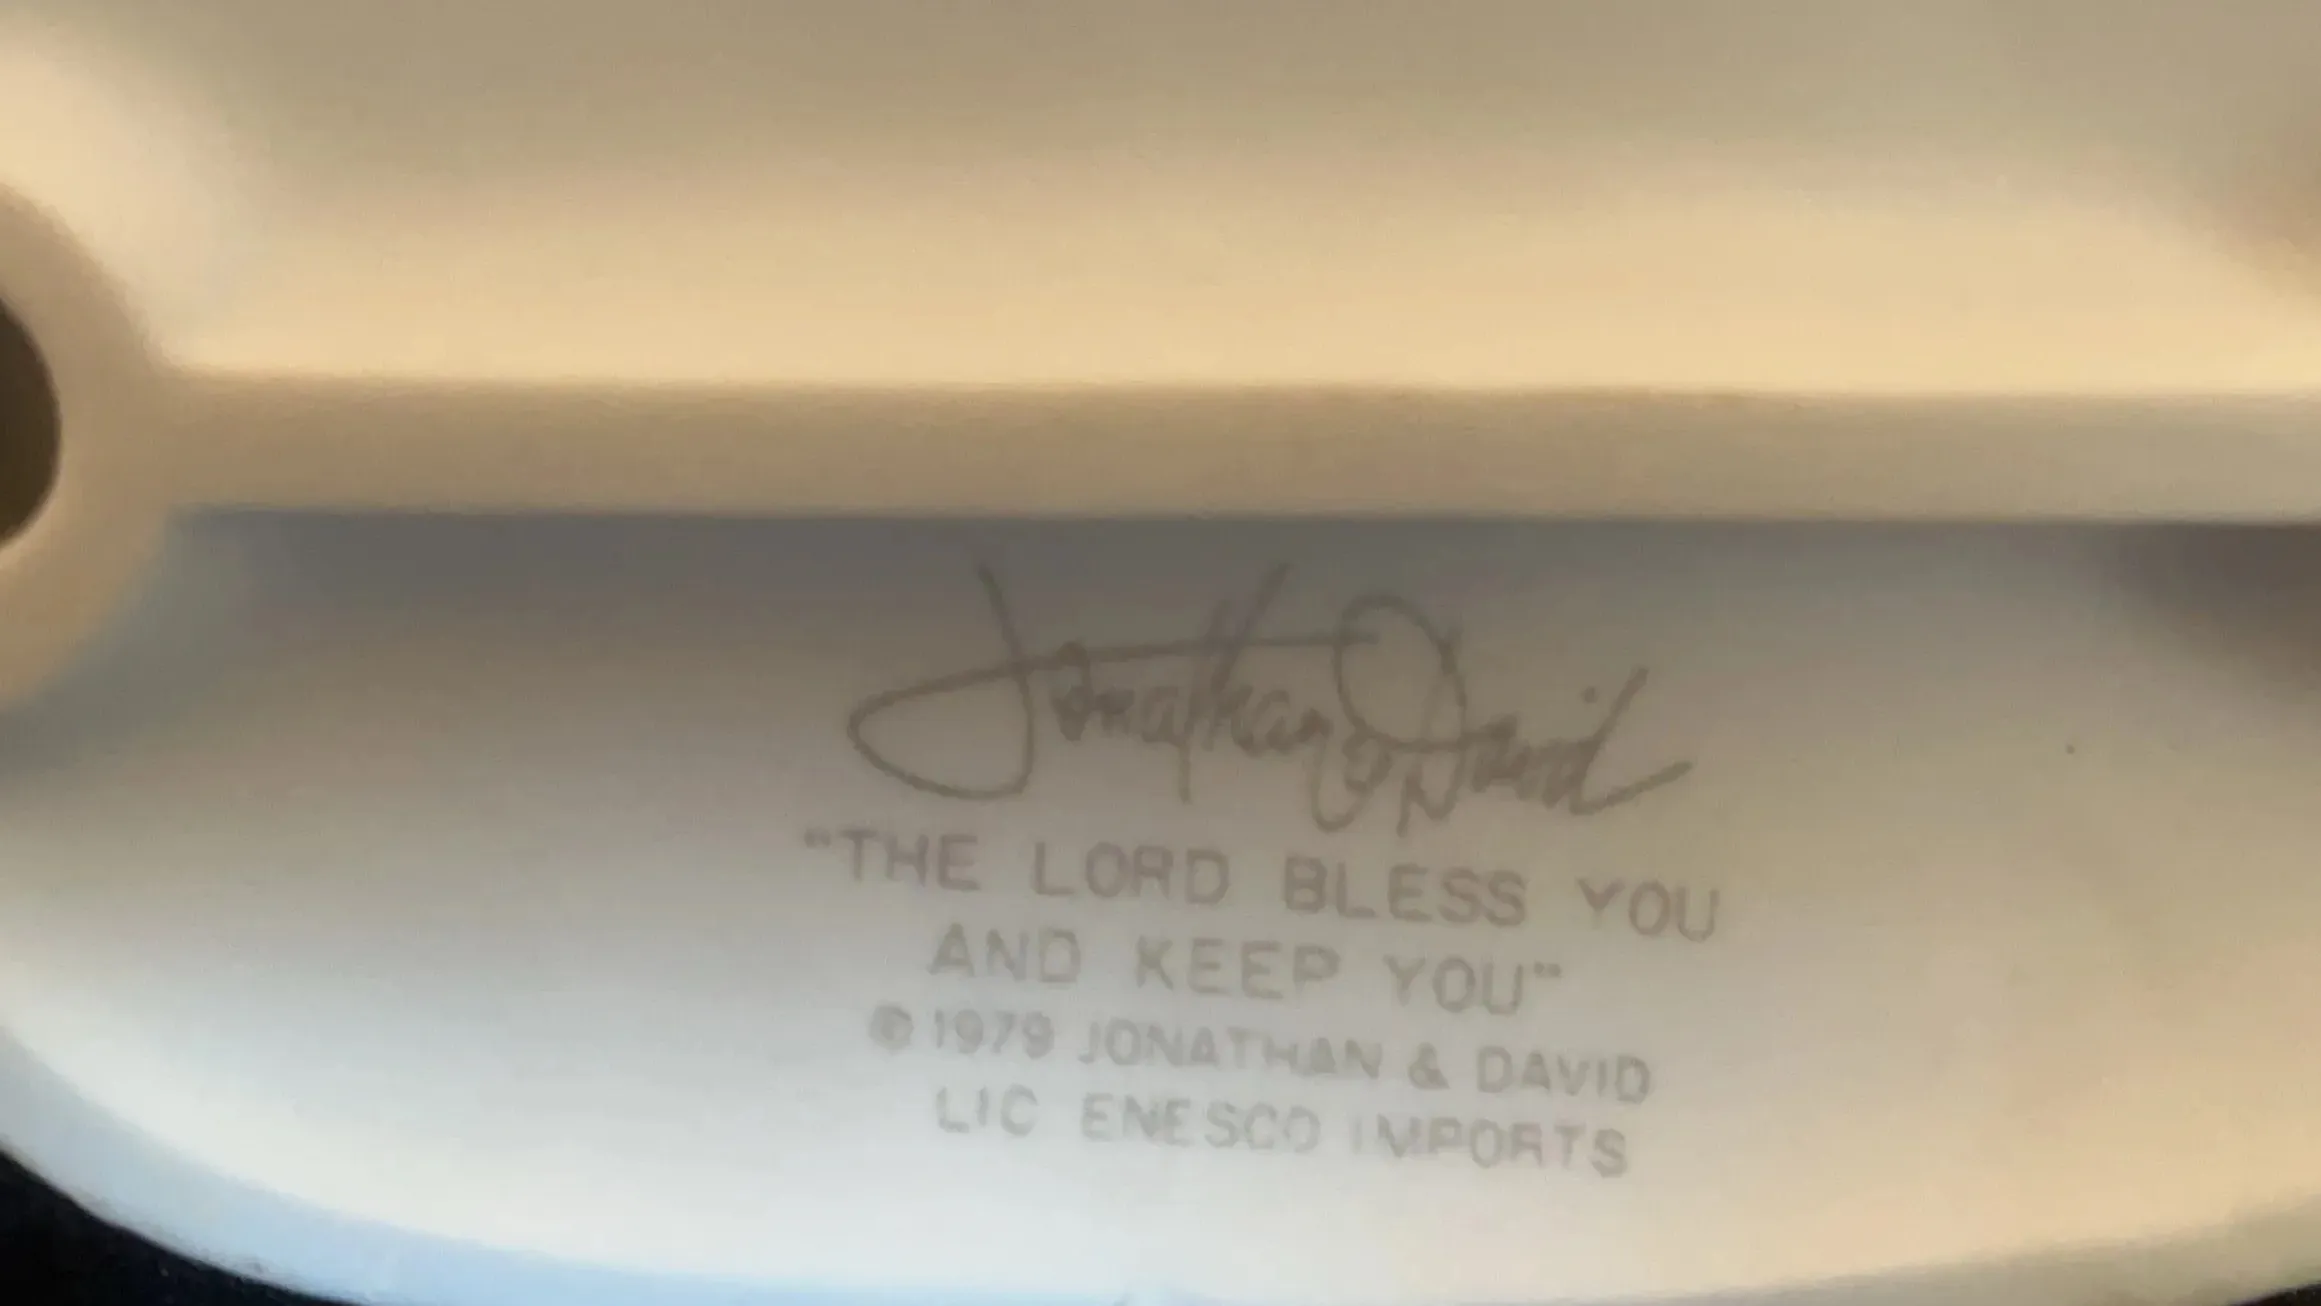 Jonathan & David
"THE LORD BLESS YOU
AND KEEP YOU"
© 1979 JONATHAN & DAVID
LIC ENESCO IMPORTS